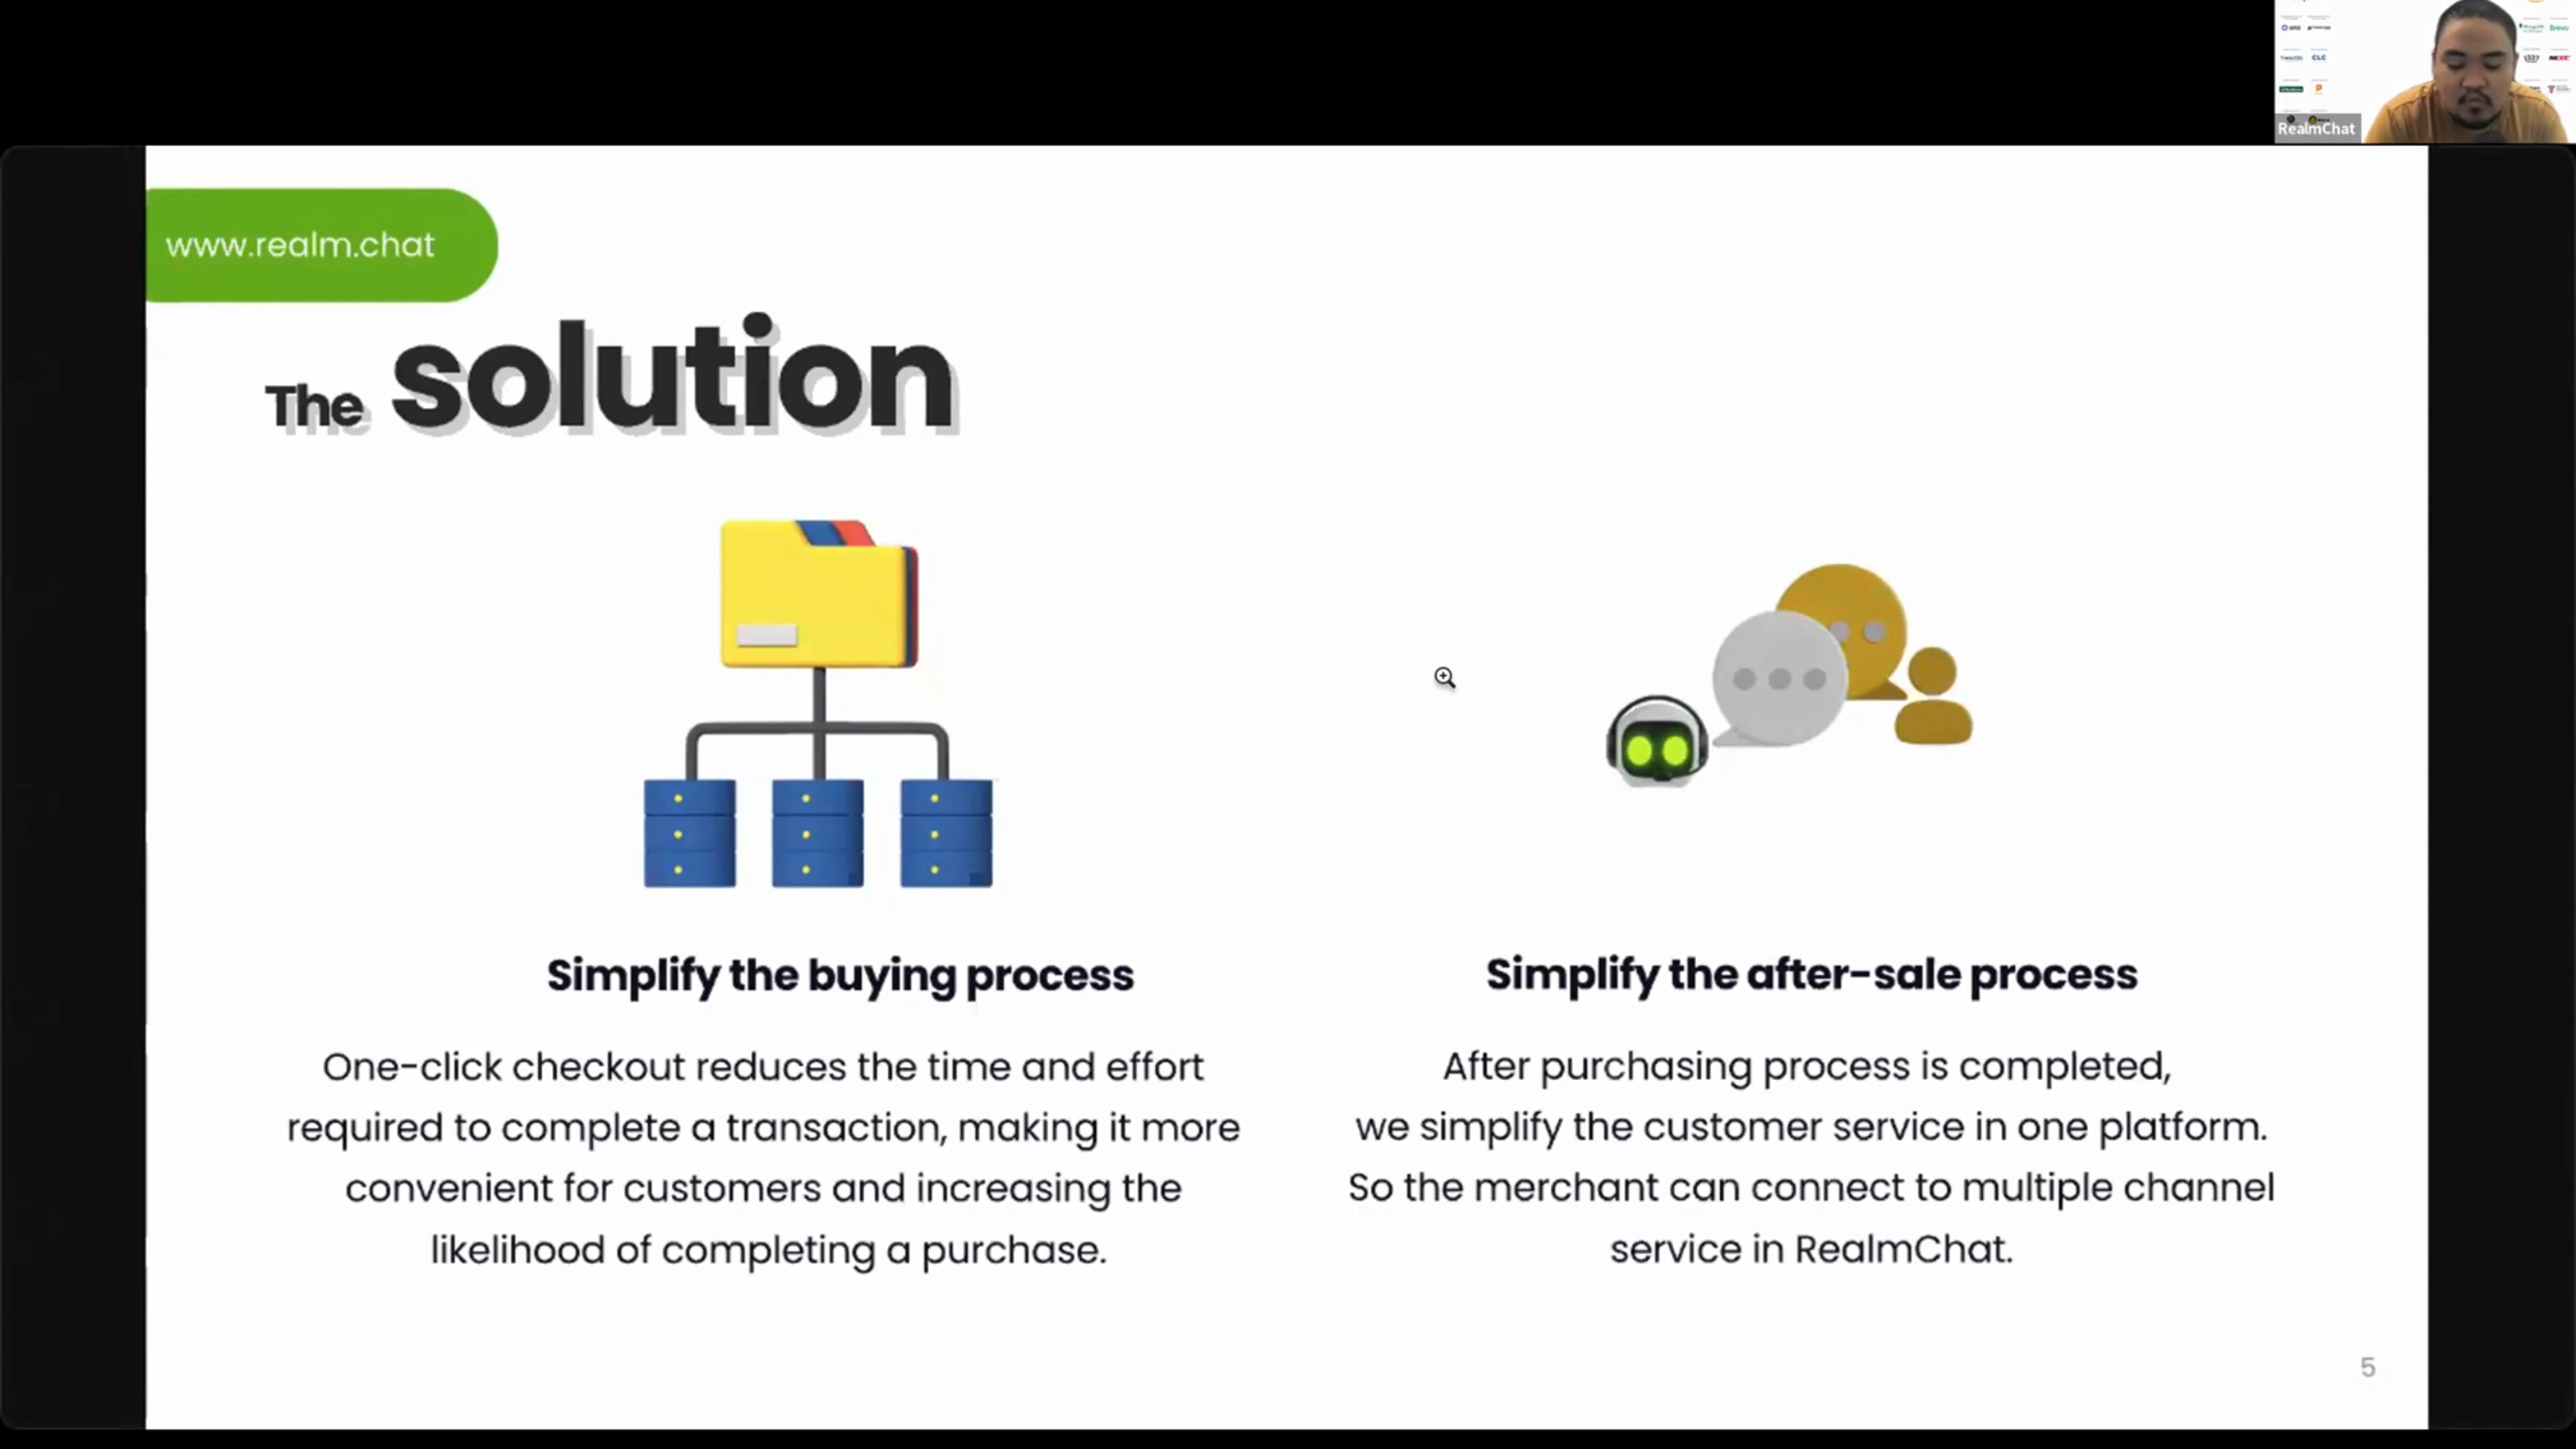 RealmChat
www.realm.chat
The solution
Simplify the buying process
One-click checkout reduces the time and effort
required to complete a transaction, making it more
convenient for customers and increasing the
likelihood of completing a purchase.
Simplify the after-sale process
After purchasing process is completed,
we simplify the customer service in one platform.
So the merchant can connect to multiple channel
service in RealmChat.
5